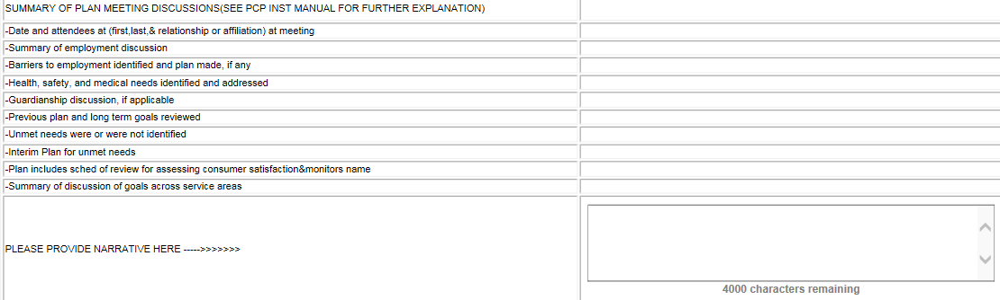 SUMMARY OF PLAN MEETING DISCUSSIONS(SEE PCP INST MANUAL FOR FURTHER EXPLANATION)
-Date and attendees at (first,last,& relationship or affiliation) at meeting
-Summary of employment discussion
-Barriers to employment identified and plan made, if any
-Health, safety, and medical needs identified and addressed
-Guardianship discussion, if applicable
-Previous plan and long term goals reviewed
-Unmet needs were or were not identified
-Interim Plan for unmet needs
-Plan includes sched of review for assessing consumer satisfaction&monitors name
-Summary of discussion of goals across service areas
PLEASE PROVIDE NARRATIVE HERE ----->>>>>>>
4000 characters remaining